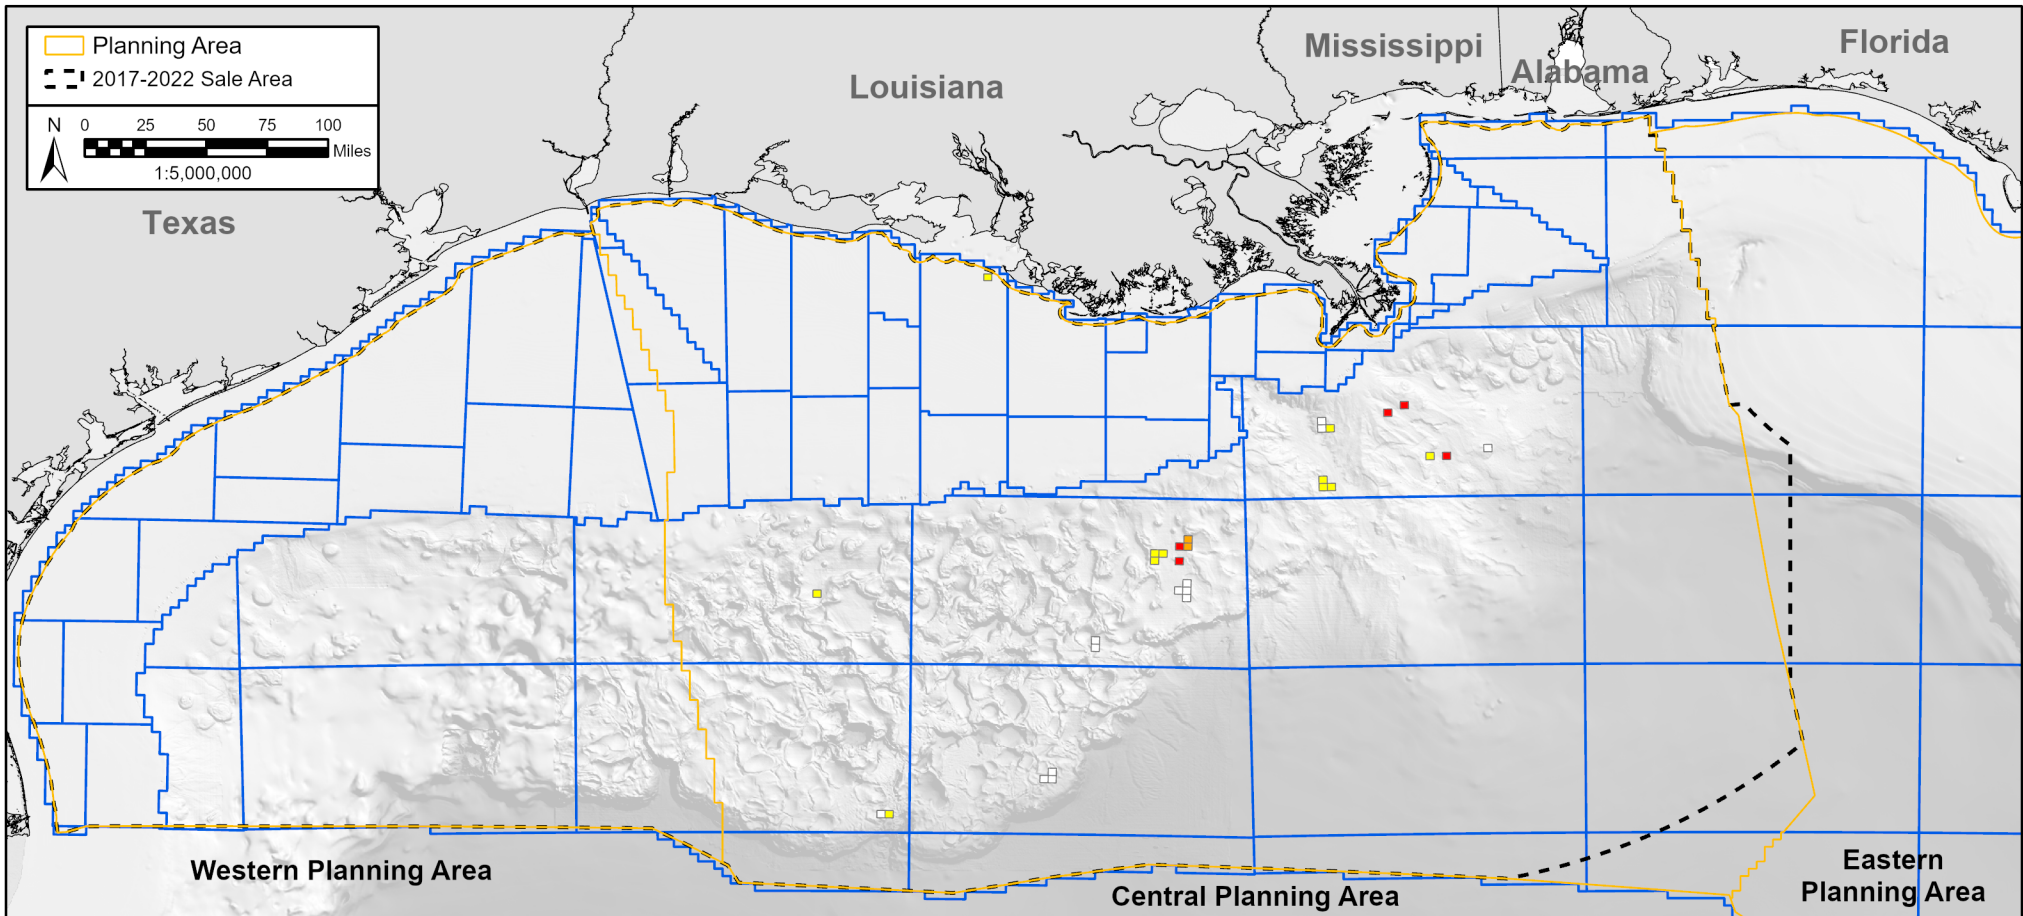 Planning Area
2017-2022 Sale Area
N
0 25 50 75 100
Miles
1:5,000,000
Texas
Louisiana
Mississippi
Alabama
Florida
Western Planning Area
Central Planning Area
Eastern
Planning Area